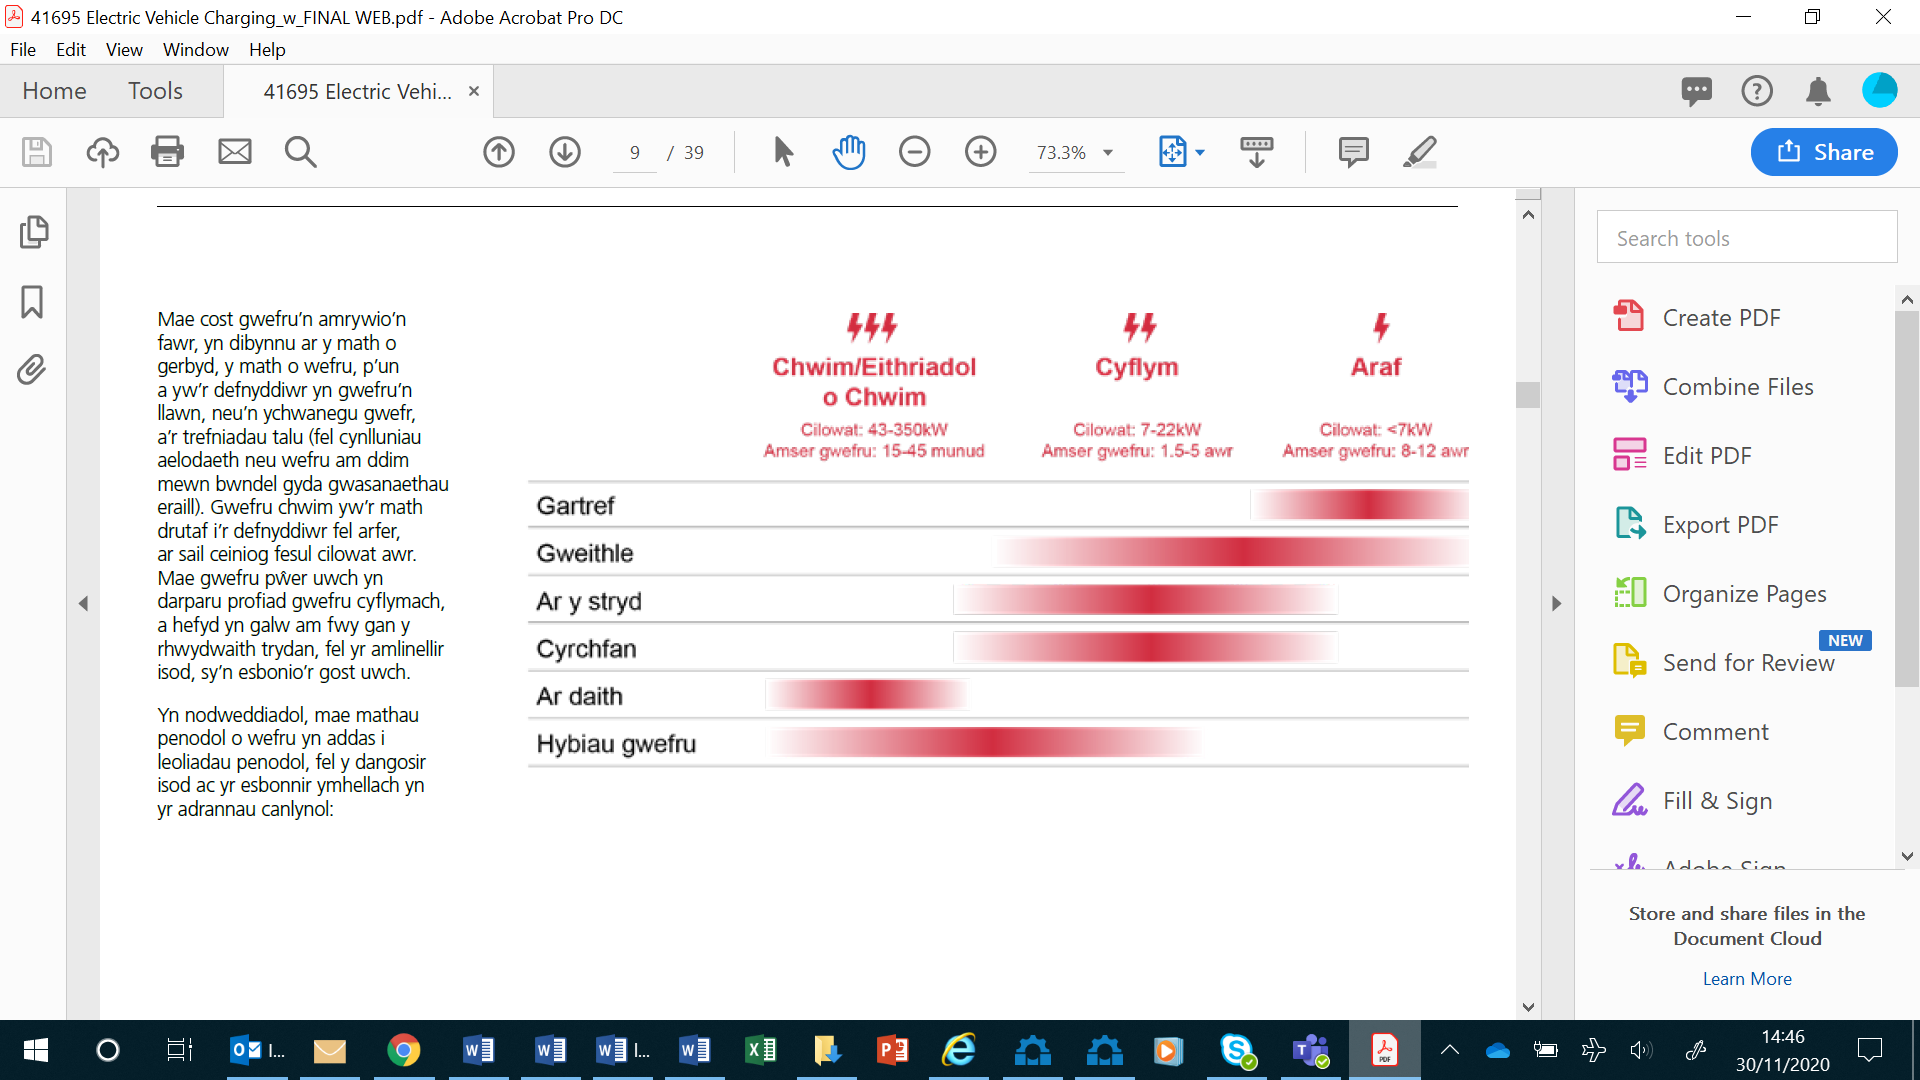 41695 Electric Vehicle Charging_w_FINAL WEB.pdf - Adobe Acrobat Pro DC
File Edit View Window Help
Home Tools 41695 Electric Vehi...
9 / 39 73.3% Share
Mae cost gwefru'n amrywio'n
fawr, yn dibynnu ar y math o
gerbyd, y math o wefru, p'un
a yw'r defnyddiwr yn gwefru'n
llawn, neu'n ychwanegu gwefr,
a'r trefniadau talu (fel cynlluniau
aelodaeth neu wefru am ddim
mewn bwndel gyda gwasanaethau
eraill). Gwefru chwim yw'r math
drutaf i'r defnyddiwr fel arfer,
ar sail ceiniog fesul cilowat awr.
Mae gwefru pŵer uwch yn
darparu profiad gwefru cyflymach,
a hefyd yn galw am fwy gan y
rhwydwaith trydan, fel yr amlinellir
isod, sy'n esbonio'r gost uwch.
Yn nodweddiadol, mae mathau
penodol o wefru yn addas i
leoliadau penodol, fel y dangosir
isod ac yr esbonnir ymhellach yn
yr adrannau canlynol:
Chwim/Eithriadol
o Chwim
Cilowat: 43-350kW
Amser gwefru: 15-45 munud
Cyflym
Cilowat: 7-22kW
Amser gwefru: 1.5-5 awr
Araf
Cilowat: <7kW
Amser gwefru: 8-12 awr
Gartref
Gweithle
Ar y stryd
Cyrchfan
Ar daith
Hybiau gwefru
Search tools
Create PDF
Combine Files
Edit PDF
Export PDF
Organize Pages
NEW
Send for Review
Comment
Fill & Sign
Adobe Sign
Store and share files in the
Document Cloud
Learn More
14:46
30/11/2020